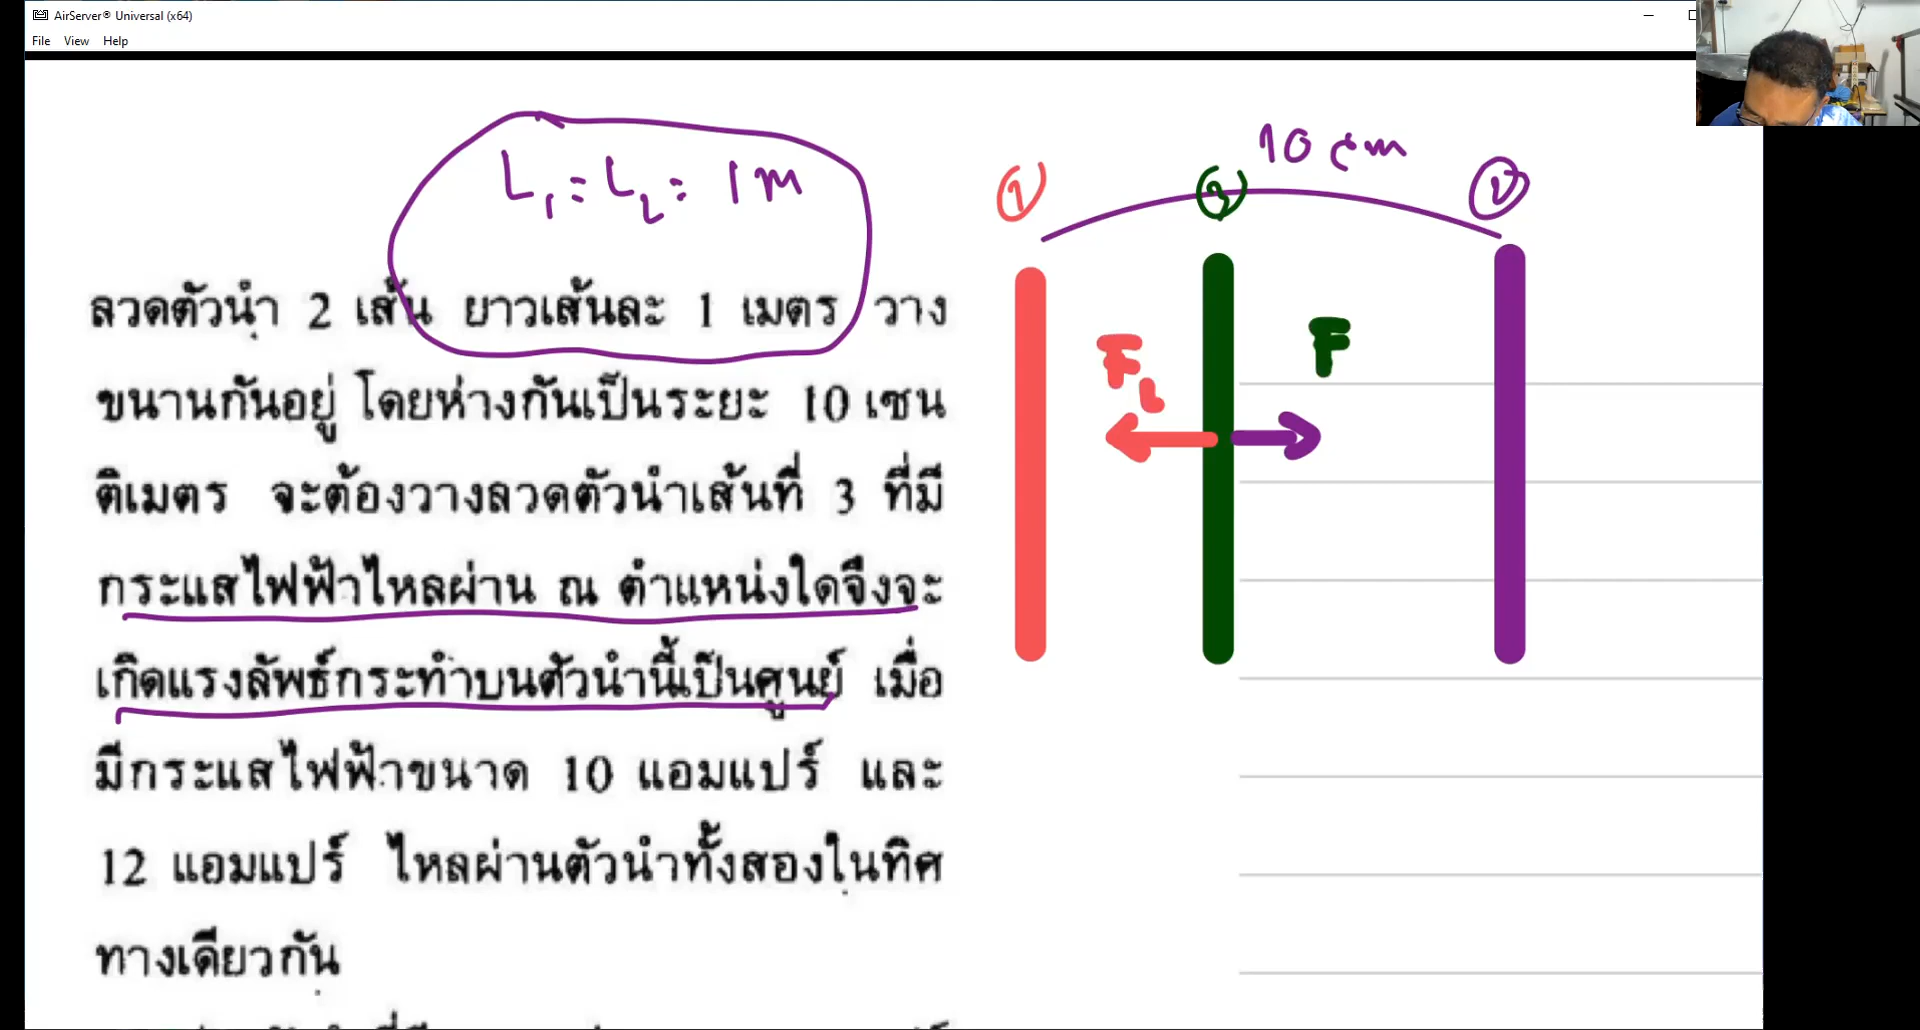 AirServer® Universal (x64)
File View Help
L₁ = L₂ = 1 m
10 cm
ลวดตัวนำ 2 เส้น ยาวเส้นละ 1 เมตร วาง
ขนานกันอยู่ โดยห่างกันเป็นระยะ 10 เซน
ติเมตร จะต้องวางลวดตัวนำเส้นที่ 3 ที่มี
กระแสไฟฟ้าไหลผ่าน ณ ตำแหน่งใดจึงจะ
เกิดแรงลัพธ์กระทำบนตัวนำนี้เป็นศูนย์ เมื่อ
มีกระแสไฟฟ้าขนาด 10 แอมแปร์ และ
12 แอมแปร์ ไหลผ่านตัวนำทั้งสองในทิศ
ทางเดียวกัน
F
F